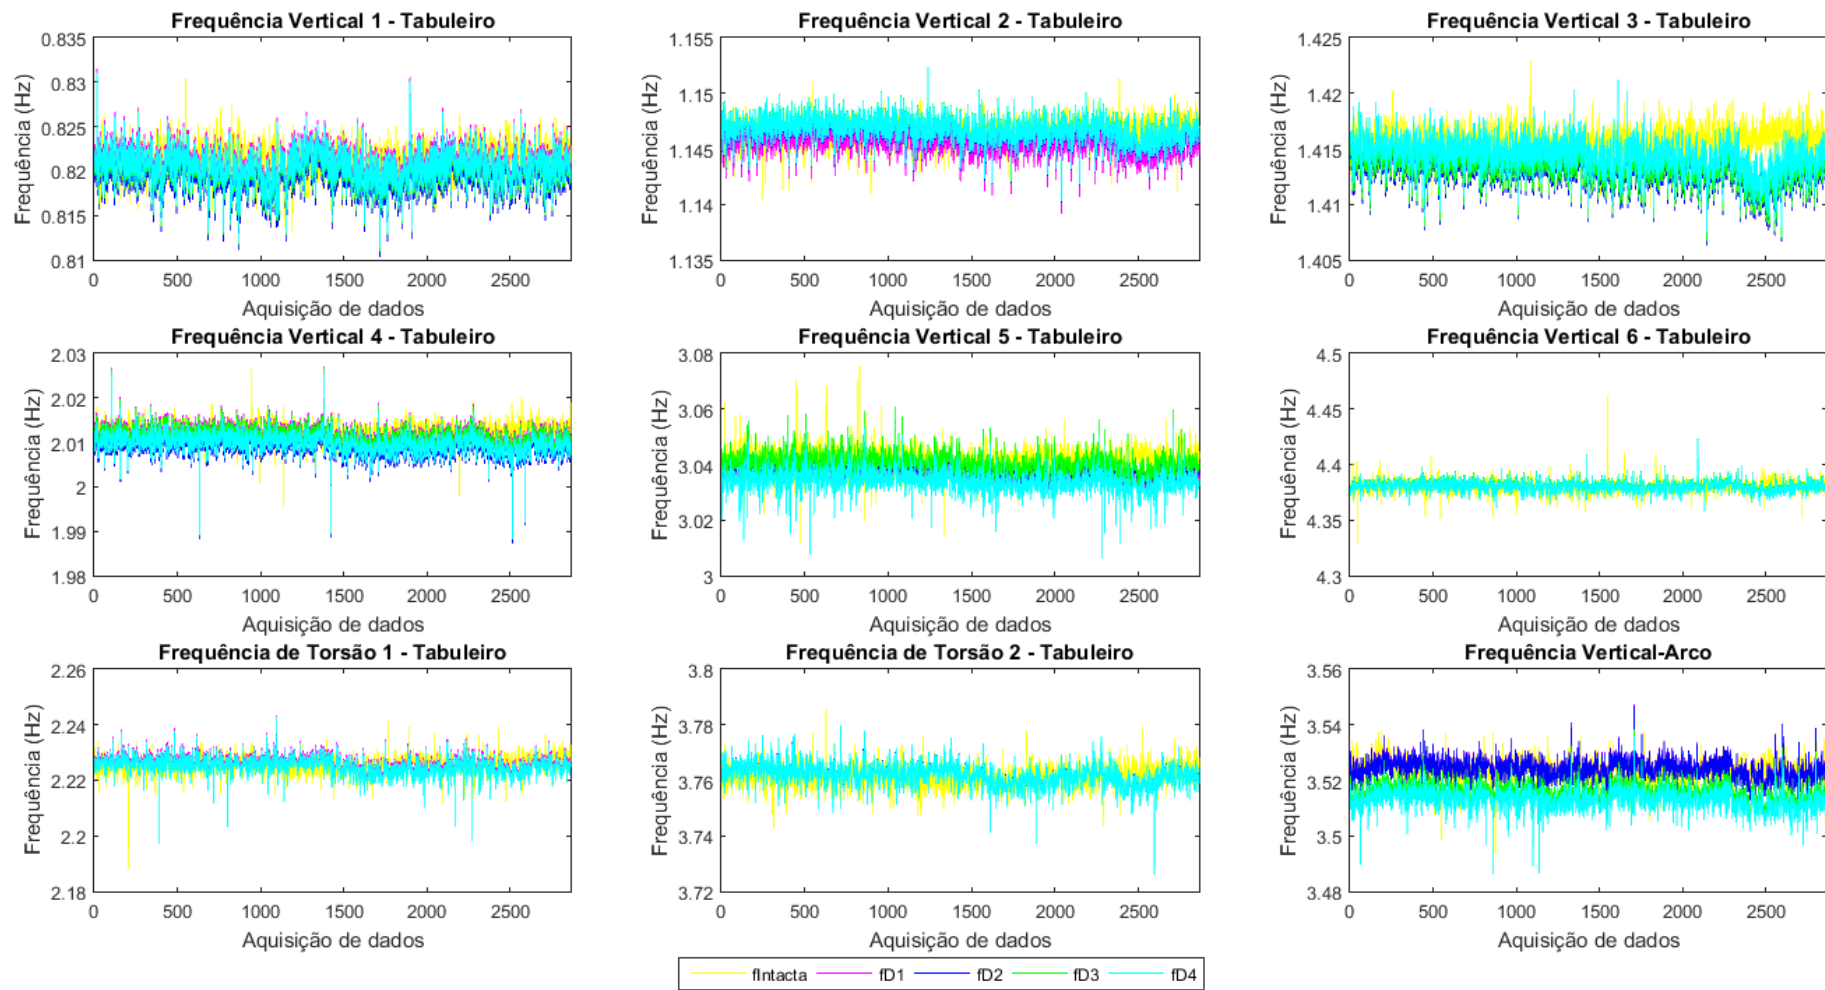 Frequência Vertical 1 - Tabuleiro
0.835
0.83
0.825
0.82
0.815
0.81
Frequência (Hz)
0 500 1000 1500 2000 2500
Aquisição de dados
Frequência Vertical 2 - Tabuleiro
1.155
1.15
1.145
1.14
1.135
Frequência (Hz)
0 500 1000 1500 2000 2500
Aquisição de dados
Frequência Vertical 3 - Tabuleiro
1.425
1.42
1.415
1.41
1.405
Frequência (Hz)
0 500 1000 1500 2000 2500
Aquisição de dados
Frequência Vertical 4 - Tabuleiro
2.03
2.02
2.01
2
1.99
1.98
Frequência (Hz)
0 500 1000 1500 2000 2500
Aquisição de dados
Frequência Vertical 5 - Tabuleiro
3.08
3.06
3.04
3.02
3
Frequência (Hz)
0 500 1000 1500 2000 2500
Aquisição de dados
Frequência Vertical 6 - Tabuleiro
4.5
4.45
4.4
4.35
4.3
Frequência (Hz)
0 500 1000 1500 2000 2500
Aquisição de dados
Frequência de Torsão 1 - Tabuleiro
2.26
2.24
2.22
2.2
2.18
Frequência (Hz)
0 500 1000 1500 2000 2500
Aquisição de dados
Frequência de Torsão 2 - Tabuleiro
3.8
3.78
3.76
3.74
3.72
Frequência (Hz)
0 500 1000 1500 2000 2500
Aquisição de dados
Frequência Vertical-Arco
3.56
3.54
3.52
3.5
3.48
Frequência (Hz)
0 500 1000 1500 2000 2500
Aquisição de dados
fIntacta fD1 fD2 fD3 fD4